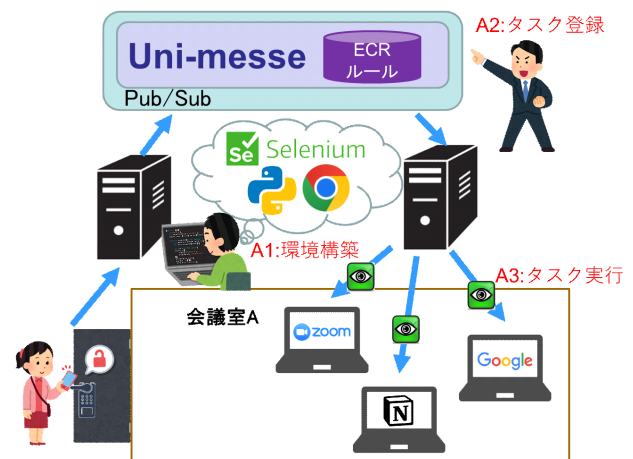 A2:タスク登録
Uni-messe
ECR
ルール
Pub/Sub
Se Selenium
A1:環境構築
A3:タスク実行
会議室A
zoom
Google
N